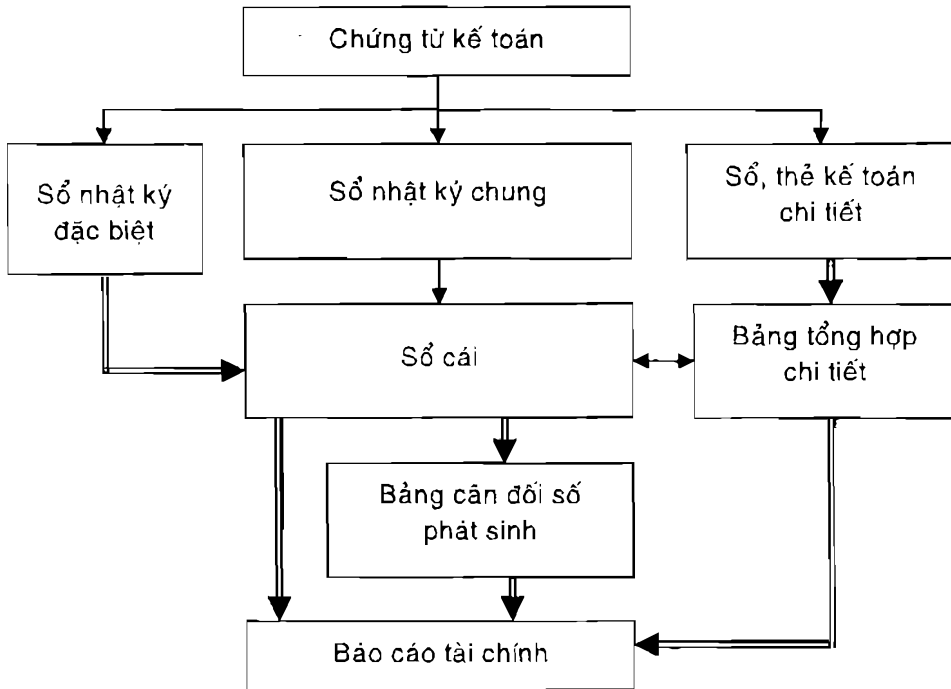 Chứng từ kế toán
Sổ nhật ký
đặc biệt
Sổ nhật ký chung
Sổ, thẻ kế toán
chi tiết
Sổ cái
Bảng tổng hợp
chi tiết
Bảng cân đối số
phát sinh
Báo cáo tài chính